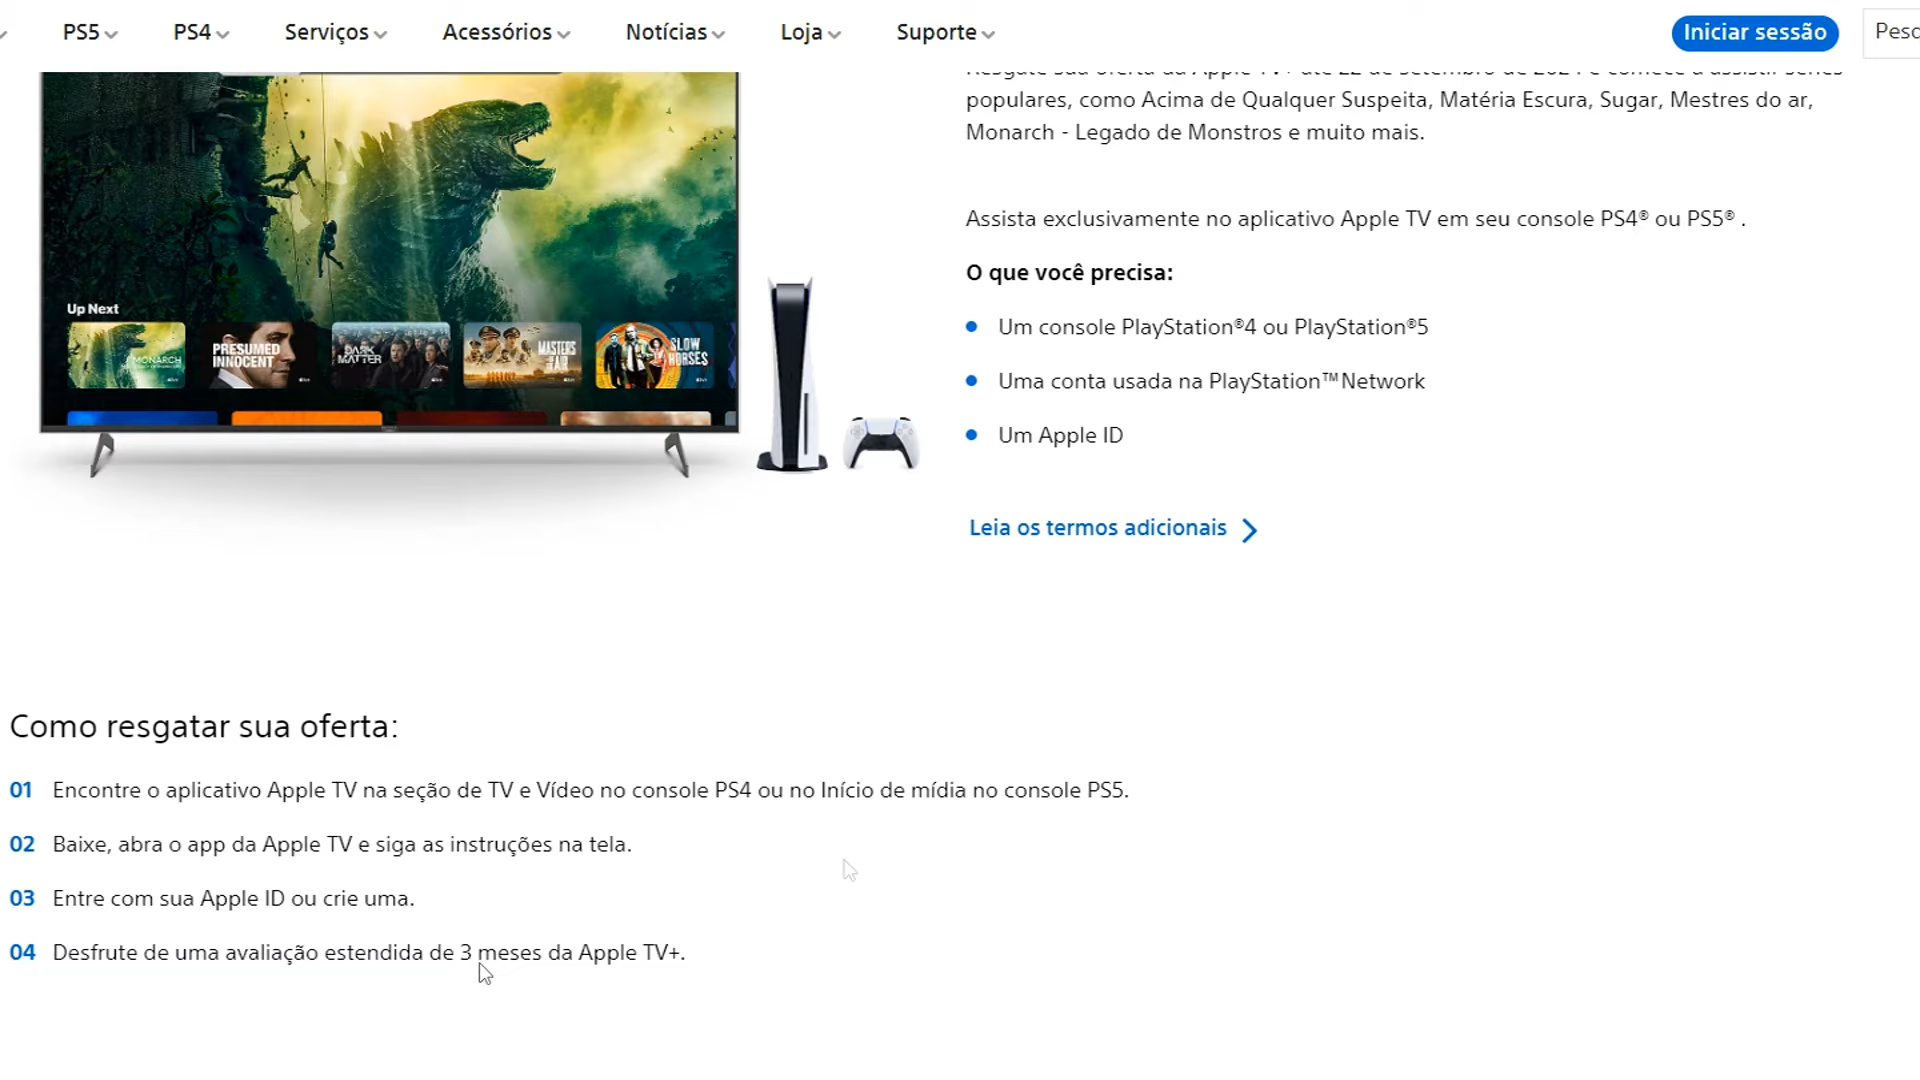 PS5 PS4 Serviços Acessórios Notícias Loja Suporte Iniciar sessão Pesq
populares, como Acima de Qualquer Suspeita, Matéria Escura, Sugar, Mestres do ar,
Monarch - Legado de Monstros e muito mais.
Assista exclusivamente no aplicativo Apple TV em seu console PS4® ou PS5® .
O que você precisa:
Um console PlayStation®4 ou PlayStation®5
Uma conta usada na PlayStation™Network
Um Apple ID
Leia os termos adicionais
Up Next
MONARCH
PRESUMED
INNOCENT
DARK
MATTER
MASTERS
AIR
SLOW
HORSES
Como resgatar sua oferta:
01 Encontre o aplicativo Apple TV na seção de TV e Vídeo no console PS4 ou no Início de mídia no console PS5.
02 Baixe, abra o app da Apple TV e siga as instruções na tela.
03 Entre com sua Apple ID ou crie uma.
04 Desfrute de uma avaliação estendida de 3 meses da Apple TV+.